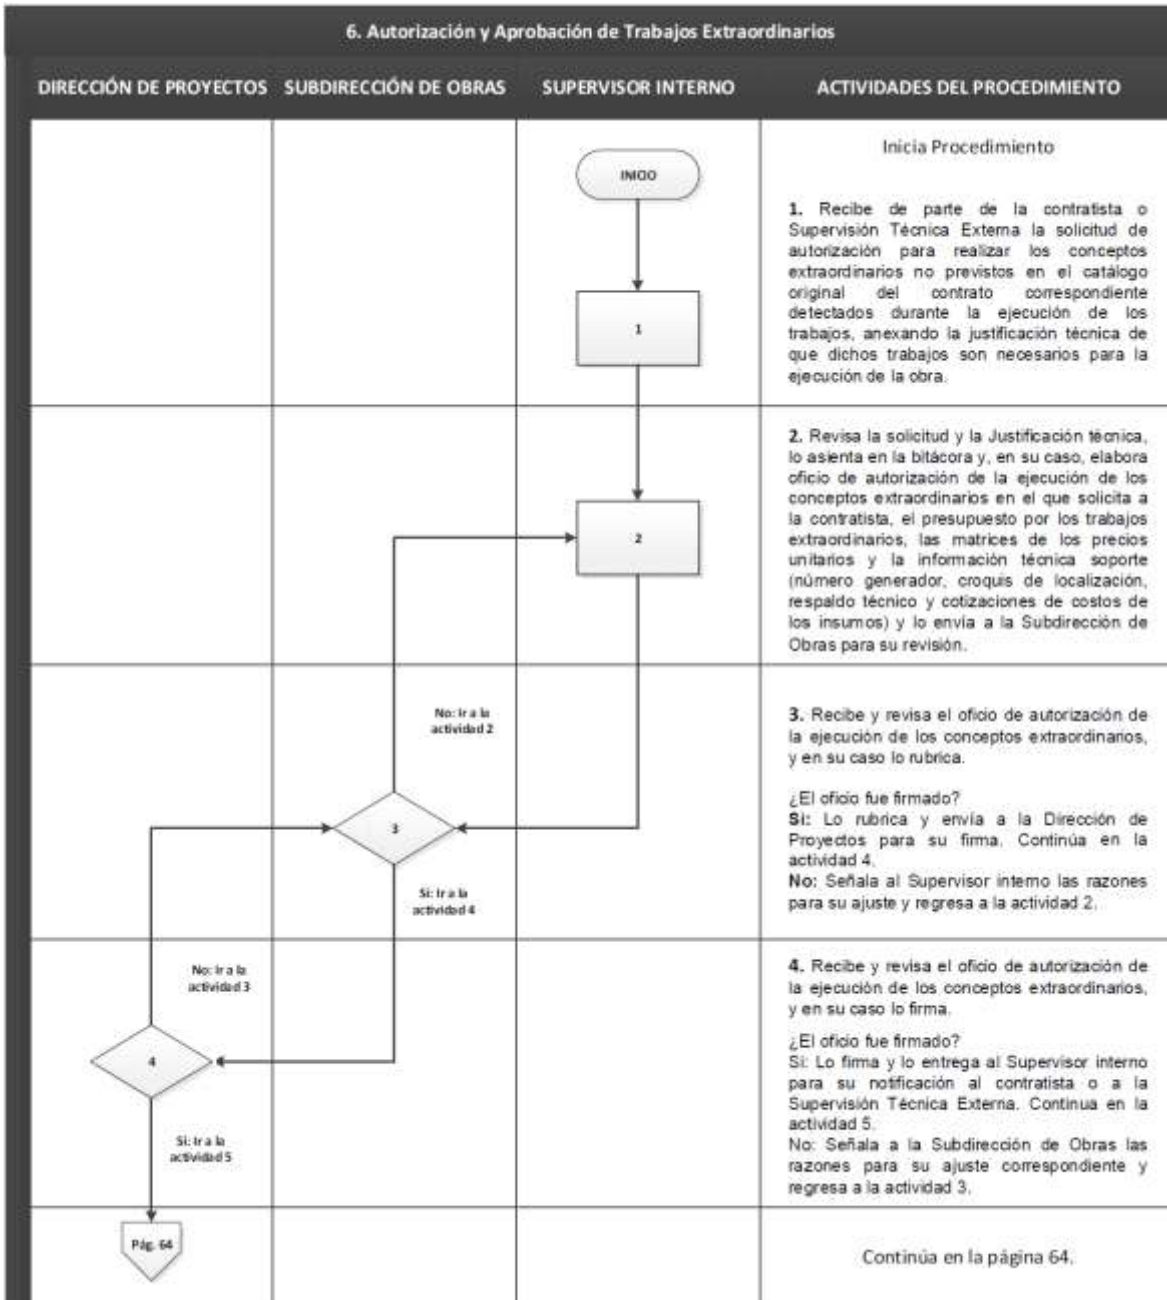 6. Autorización y Aprobación de Trabajos Extraordinarios
DIRECCIÓN DE PROYECTOS
SUBDIRECCIÓN DE OBRAS
SUPERVISOR INTERNO
ACTIVIDADES DEL PROCEDIMIENTO
INICIO
Inicia Procedimiento
1
1. Recibe de parte de la contratista o
Supervisión Técnica Externa la solicitud de
autorización para realizar los conceptos
extraordinarios no previstos en el catálogo
original del contrato correspondiente
detectados durante la ejecución de los
trabajos, anexando la justificación técnica de
que dichos trabajos son necesarios para la
ejecución de la obra.
2
2. Revisa la solicitud y la Justificación técnica,
lo asienta en la bitácora y, en su caso, elabora
oficio de autorización de la ejecución de los
conceptos extraordinarios en el que solicita a
la contratista, el presupuesto por los trabajos
extraordinarios, las matrices de los precios
unitarios y la información técnica soporte
(número generador, croquis de localización,
respaldo técnico y cotizaciones de costos de
los insumos) y lo envía a la Subdirección de
Obras para su revisión.
No: Ir a la
actividad 2
3
Si: Ir a la
actividad 4
3. Recibe y revisa el oficio de autorización de
la ejecución de los conceptos extraordinarios,
y en su caso lo rubrica.
¿El oficio fue firmado?
Si: Lo rubrica y envía a la Dirección de
Proyectos para su firma. Continúa en la
actividad 4.
No: Señala al Supervisor interno las razones
para su ajuste y regresa a la actividad 2.
No: Ir a la
actividad 3
4
Si: Ir a la
actividad 5
4. Recibe y revisa el oficio de autorización de
la ejecución de los conceptos extraordinarios,
y en su caso lo firma.
¿El oficio fue firmado?
Si: Lo firma y lo entrega al Supervisor interno
para su notificación al contratista o a la
Supervisión Técnica Externa. Continua en la
actividad 5.
No: Señala a la Subdirección de Obras las
razones para su ajuste correspondiente y
regresa a la actividad 3.
Pág. 64
Continúa en la página 64.